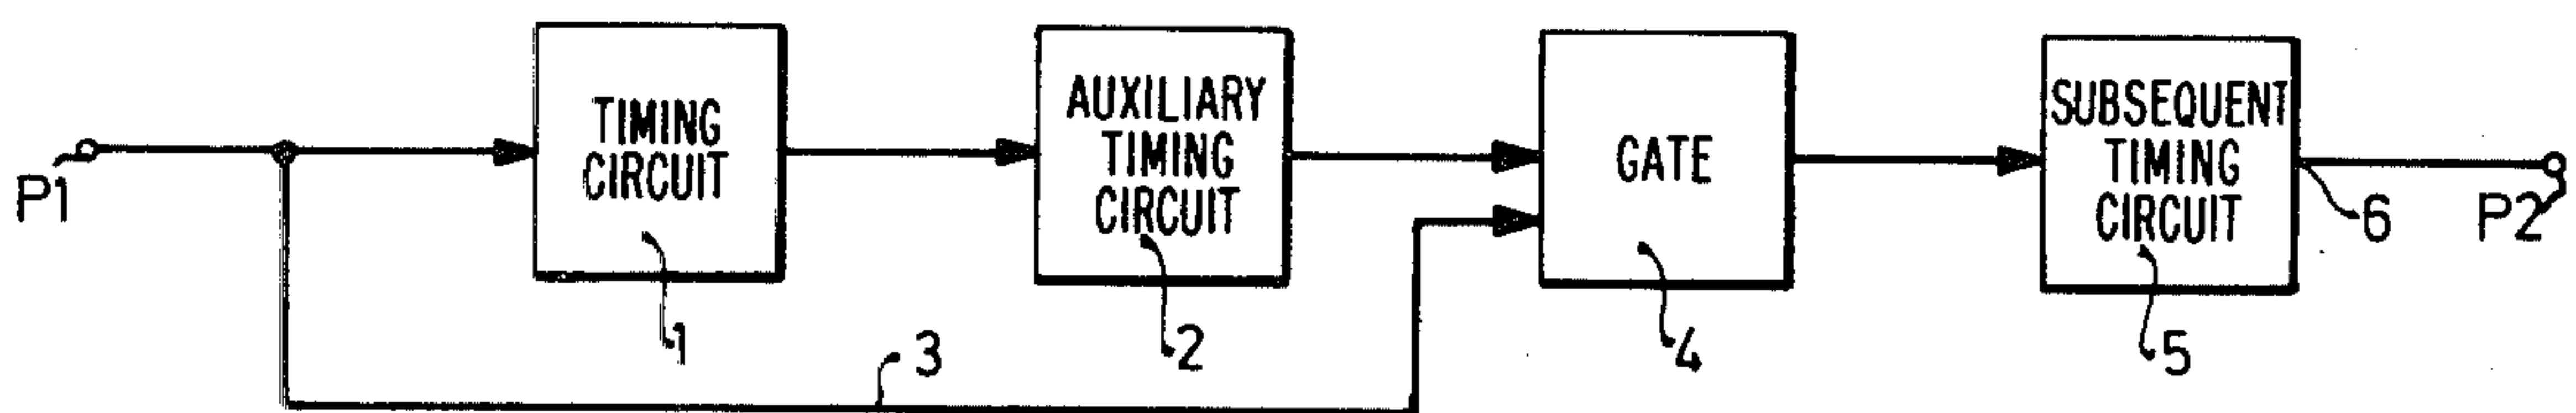 P1
TIMING
CIRCUIT
1
AUXILIARY
TIMING
CIRCUIT
2
3
GATE
4
SUBSEQUENT
TIMING
CIRCUIT
5
6
P2